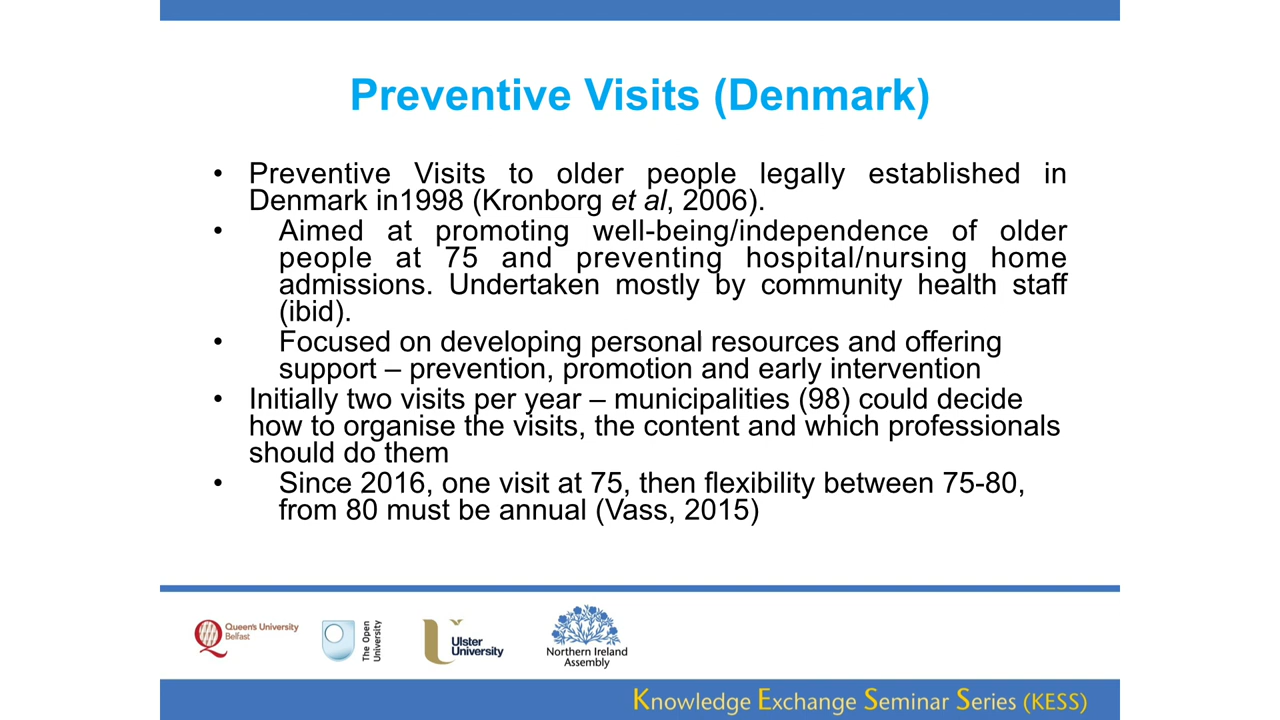 Preventive Visits (Denmark)
• Preventive Visits to older people legally established in
Denmark in1998 (Kronborg et al, 2006).
• Aimed at promoting well-being/independence of older
people at 75 and preventing hospital/nursing home
admissions. Undertaken mostly by community health staff
(ibid).
• Focused on developing personal resources and offering
support – prevention, promotion and early intervention
• Initially two visits per year – municipalities (98) could decide
how to organise the visits, the content and which professionals
should do them
• Since 2016, one visit at 75, then flexibility between 75-80,
from 80 must be annual (Vass, 2015)
Queen's University
Belfast
The Open
University
Ulster
University
Northern Ireland
Assembly
Knowledge Exchange Seminar Series (KESS)